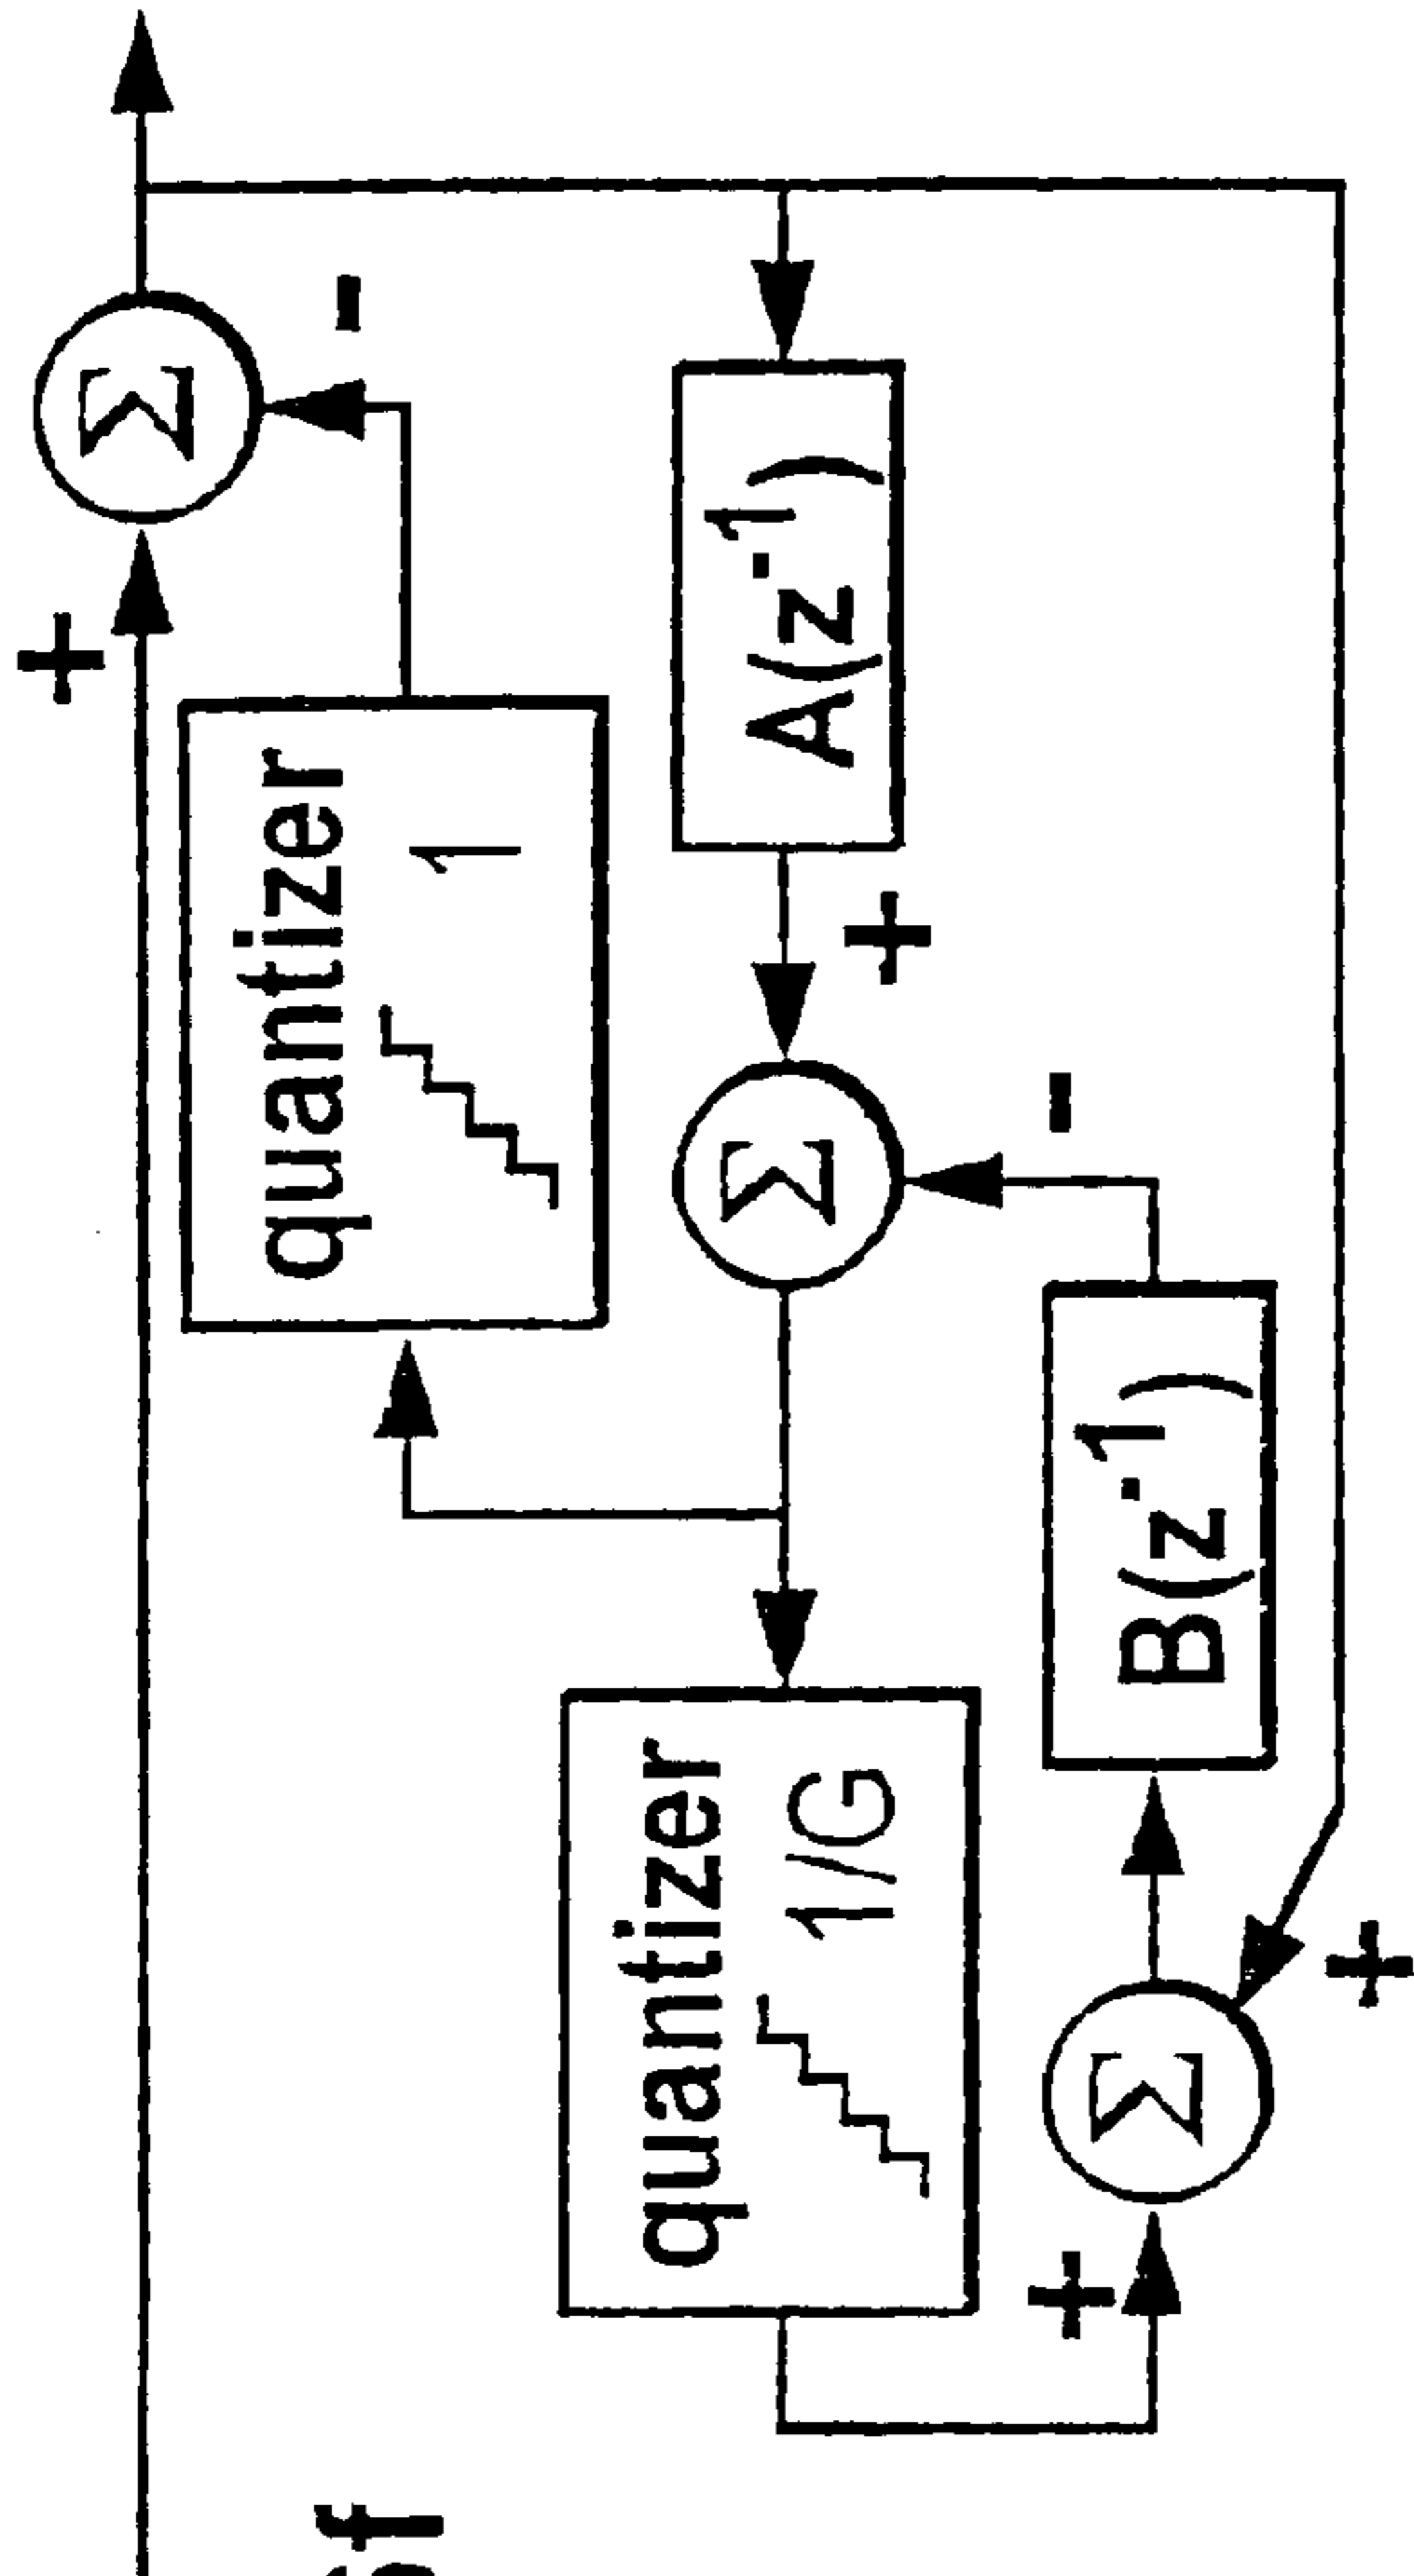 +
Σ
-
quantizer
1
A(z⁻¹)
+
Σ
-
quantizer
1/G
B(z⁻¹)
+
Σ
+